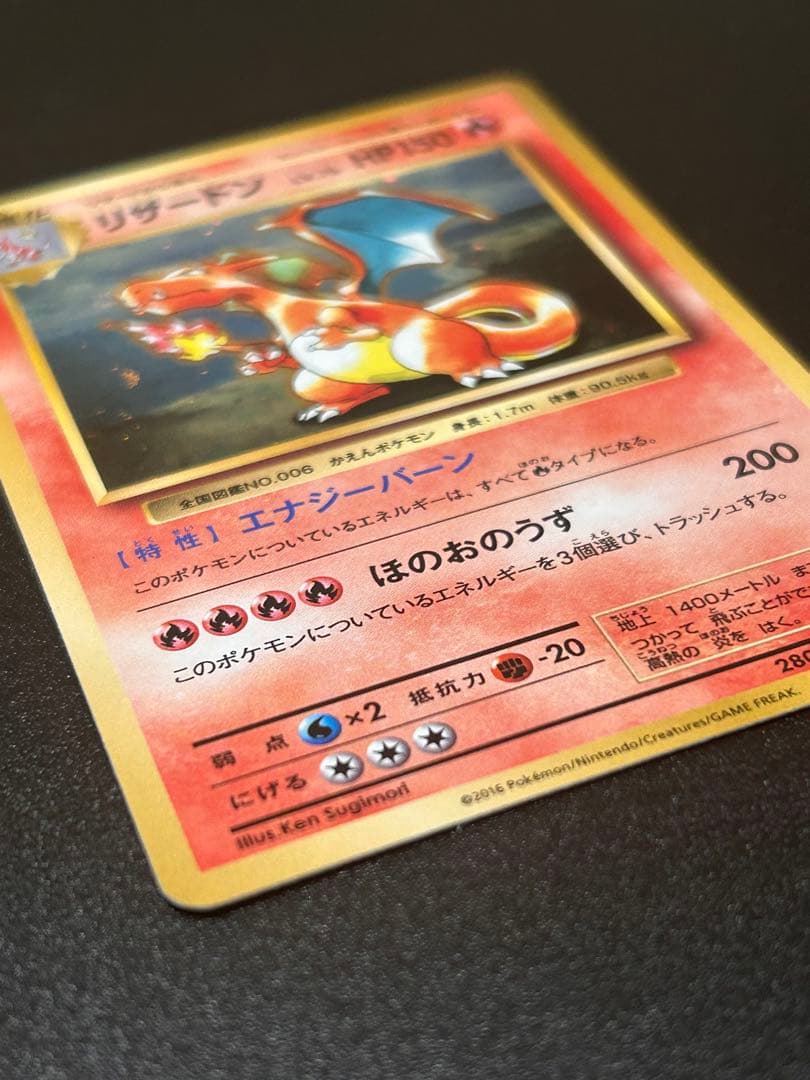 リザードン HP150
全国図鑑NO.006 かえんポケモン 身長:1.7m 体重:90.5kg
[特性] エナジーバーン
このポケモンについているエネルギーは、すべてタイプになる。
ほのおのうず 200
このポケモンについているエネルギーを3個選び、トラッシュする。
弱点 ×2 抵抗力 -20
にげる
地上 1400メートル ま
つかって 飛ぶことがで
高熱の 炎を はく。
280
Illus. Ken Sugimori
©2016 Pokémon/Nintendo/Creatures/GAME FREAK.